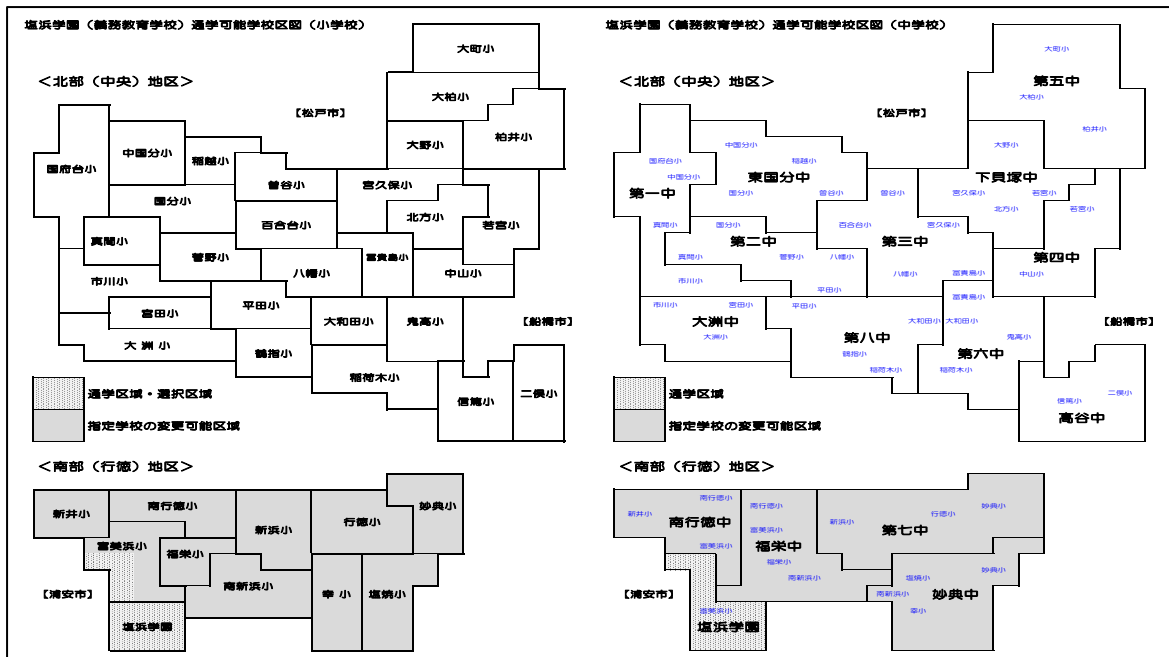 塩浜学園(義務教育学校)通学可能学校区図(小学校)
<北部(中央)地区>
【松戸市】
大町小
大柏小
柏井小
大野小
国府台小
中国分小
稲越小
曽谷小
宮久保小
国分小
北方小
若宮小
百合台小
真間小
菅野小
八幡小
冨貴島小
中山小
市川小
平田小
宮田小
大和田小
鬼高小
【船橋市】
大洲小
鶴指小
稲荷木小
信篤小
二俣小
通学区域・選択区域
指定学校の変更可能区域
<南部(行徳)地区>
新井小
南行徳小
新浜小
行徳小
妙典小
富美浜小
福栄小
南新浜小
幸小
塩焼小
【浦安市】
塩浜学園
塩浜学園(義務教育学校)通学可能学校区図(中学校)
<北部(中央)地区>
【松戸市】
大町小
第五中
大柏小
柏井小
中国分小
稲越小
大野小
国府台小
中国分小
東国分中
下貝塚中
第一中
国分小
曽谷小
曽谷小
宮久保小
若宮小
北方小
若宮小
真間小
国分小
百合台小
宮久保小
第二中
第三中
真間小
菅野小
八幡小
第四中
市川小
八幡小
冨貴島小
中山小
平田小
市川小
宮田小
平田小
冨貴島小
大洲中
大和田小
大和田小
【船橋市】
大洲小
第八中
鬼高小
鶴指小
第六中
稲荷木小
稲荷木小
信篤小
二俣小
高谷中
通学区域
指定学校の変更可能区域
<南部(行徳)地区>
南行徳小
南行徳小
妙典小
新井小
南行徳中
新浜小
行徳小
第七中
富美浜小
富美浜小
福栄中
福栄小
南新浜小
塩焼小
妙典小
南新浜小
妙典中
【浦安市】
富美浜小
幸小
塩浜学園